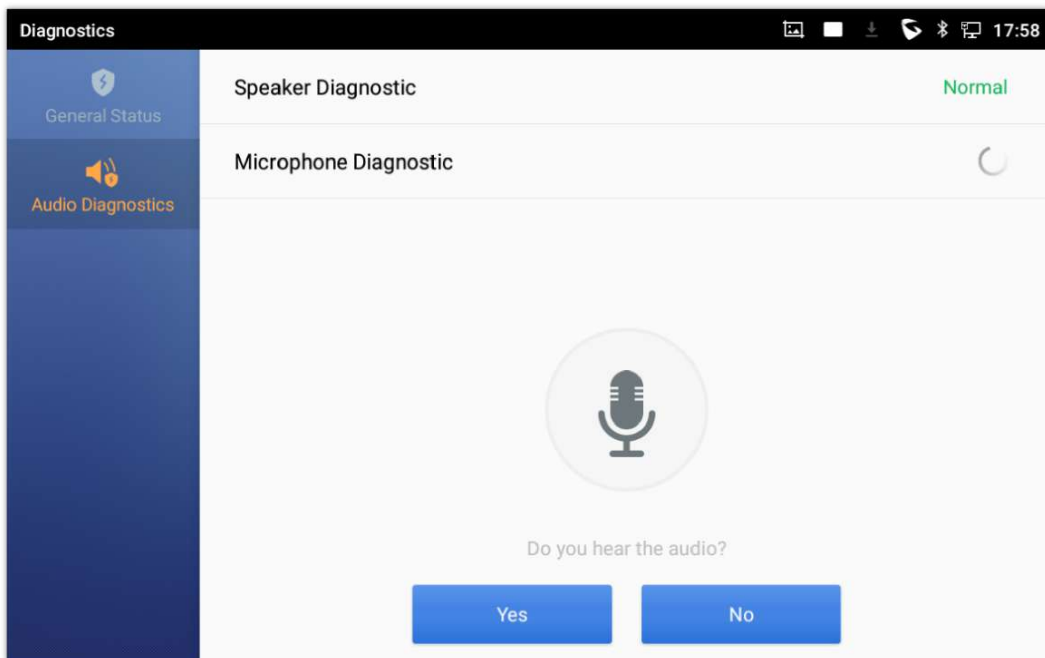 Diagnostics 17:58
General Status
Audio Diagnostics
Speaker Diagnostic Normal
Microphone Diagnostic
Do you hear the audio?
Yes No